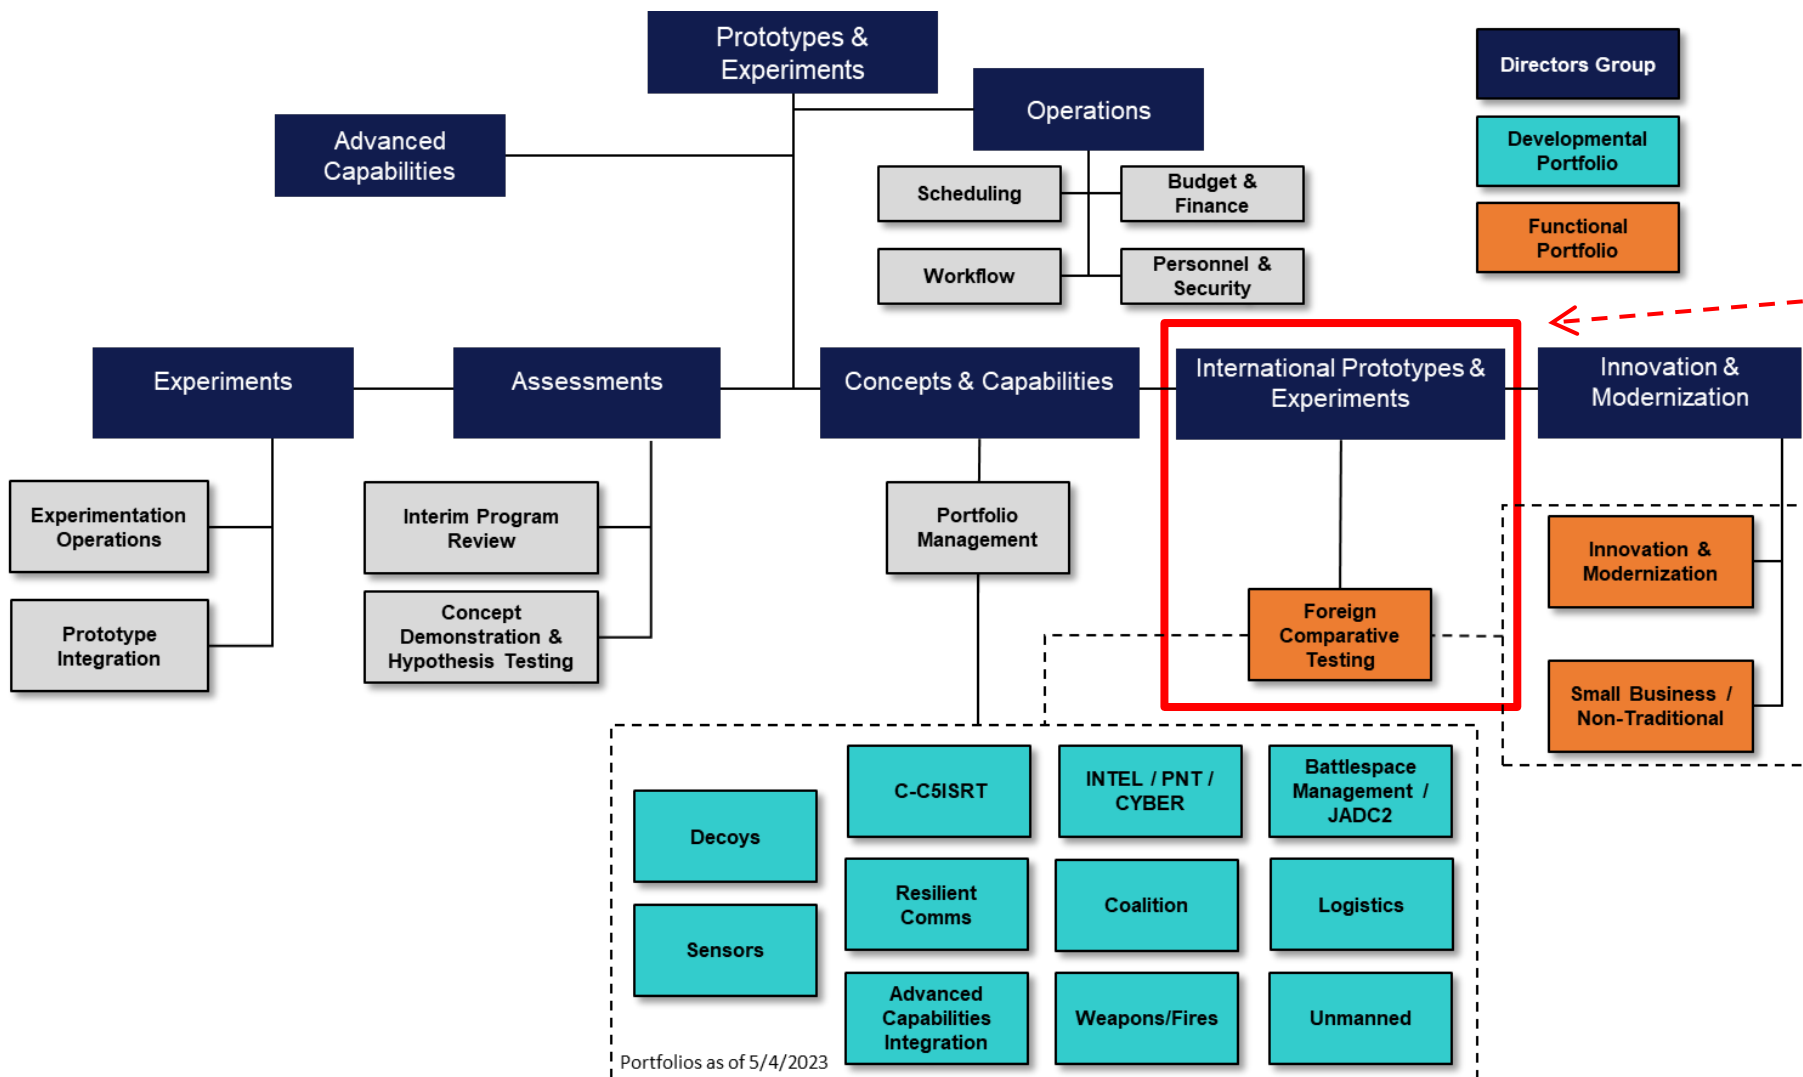 Prototypes &
Experiments
Operations
Advanced
Capabilities
Directors Group
Developmental
Portfolio
Functional
Portfolio
Scheduling
Budget &
Finance
Workflow
Personnel &
Security
Experiments
Assessments
Concepts & Capabilities
International Prototypes &
Experiments
Innovation &
Modernization
Experimentation
Operations
Prototype
Integration
Interim Program
Review
Concept
Demonstration &
Hypothesis Testing
Portfolio
Management
Foreign
Comparative
Testing
Innovation &
Modernization
Small Business /
Non-Traditional
Decoys
Sensors
C-C5ISRT
INTEL / PNT /
CYBER
Battlespace
Management /
JADC2
Resilient
Comms
Coalition
Logistics
Advanced
Capabilities
Integration
Weapons/Fires
Unmanned
Portfolios as of 5/4/2023